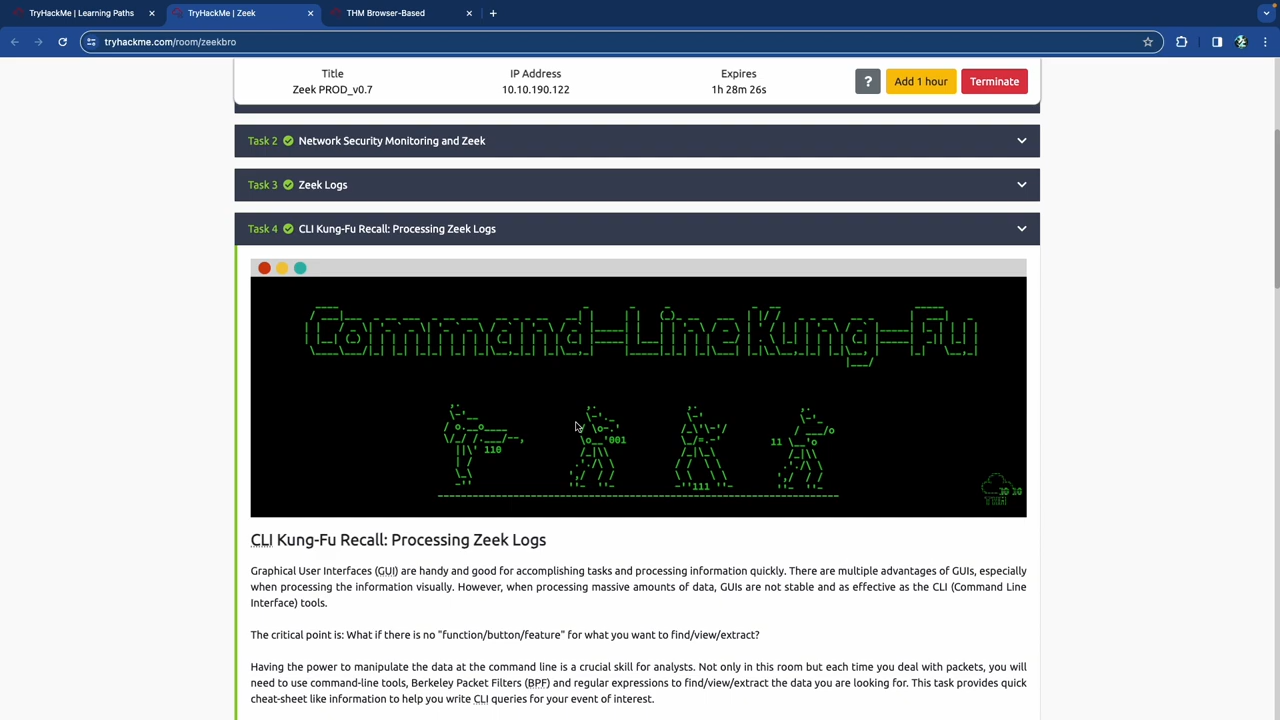 TryHackMe | Learning Paths
TryHackMe | Zeek
THM Browser-Based
tryhackme.com/room/zeekbro
Title
Zeek PROD_v0.7
IP Address
10.10.190.122
Expires
1h 28m 26s
?
Add 1 hour
Terminate
Task 2 Network Security Monitoring and Zeek
Task 3 Zeek Logs
Task 4 CLI Kung-Fu Recall: Processing Zeek Logs
Command-LineKung-Fu
110
001
111
11
CLI Kung-Fu Recall: Processing Zeek Logs
Graphical User Interfaces (GUI) are handy and good for accomplishing tasks and processing information quickly. There are multiple advantages of GUIs, especially
when processing the information visually. However, when processing massive amounts of data, GUIs are not stable and as effective as the CLI (Command Line
Interface) tools.
The critical point is: What if there is no "function/button/feature" for what you want to find/view/extract?
Having the power to manipulate the data at the command line is a crucial skill for analysts. Not only in this room but each time you deal with packets, you will
need to use command-line tools, Berkeley Packet Filters (BPF) and regular expressions to find/view/extract the data you are looking for. This task provides quick
cheat-sheet like information to help you write CLI queries for your event of interest.